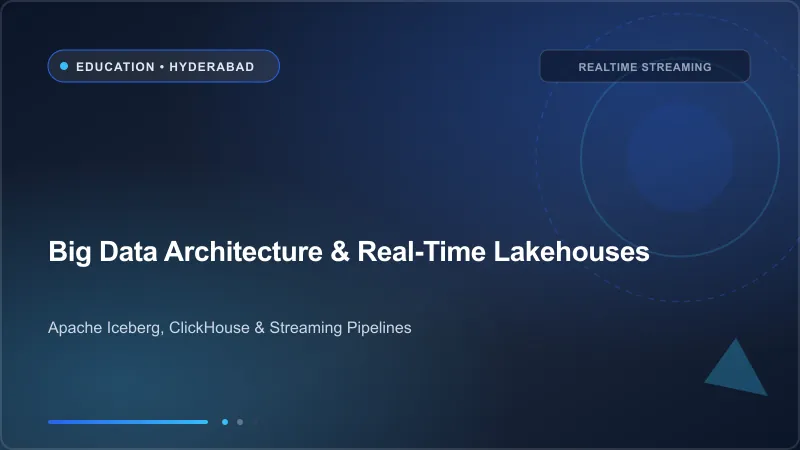 EDUCATION • HYDERABAD
REALTIME STREAMING
Big Data Architecture & Real-Time Lakehouses
Apache Iceberg, ClickHouse & Streaming Pipelines